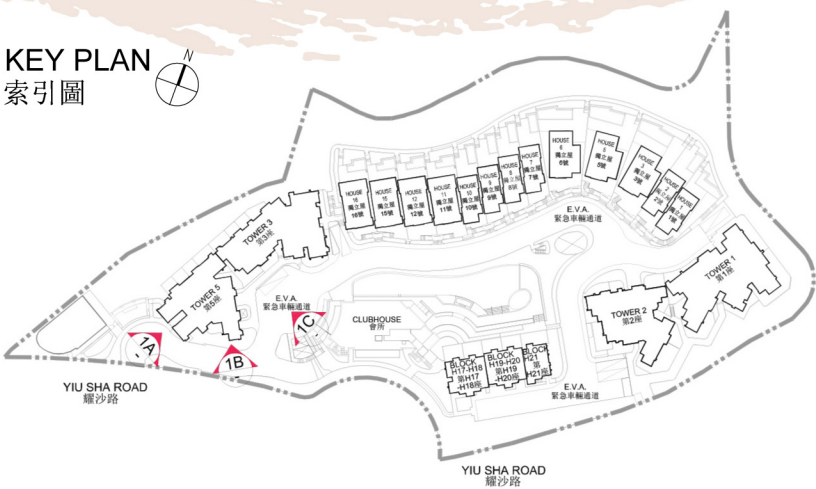 KEY PLAN
索引圖
N
HOUSE
6
獨立屋
6號
HOUSE
5
獨立屋
5號
HOUSE
7
獨立屋
7號
HOUSE
8
獨立屋
8號
HOUSE
3
獨立屋
3號
HOUSE
2
獨立屋
2號
HOUSE
1
獨立屋
1號
HOUSE
16
獨立屋
16號
HOUSE
15
獨立屋
15號
HOUSE
12
獨立屋
12號
HOUSE
11
獨立屋
11號
HOUSE
10
獨立屋
10號
HOUSE
9
獨立屋
9號
E.V.A.
緊急車輛通道
TOWER 3
第3座
TOWER 5
第5座
TOWER 1
第1座
TOWER 2
第2座
E.V.A.
緊急車輛通道
CLUBHOUSE
會所
1A
-
1B
1C
BLOCK
H17-H18
第H17
-H18座
BLOCK
H19-H20
第H19
-H20座
BLOCK
H21
第
H21座
E.V.A.
緊急車輛通道
YIU SHA ROAD
耀沙路
YIU SHA ROAD
耀沙路